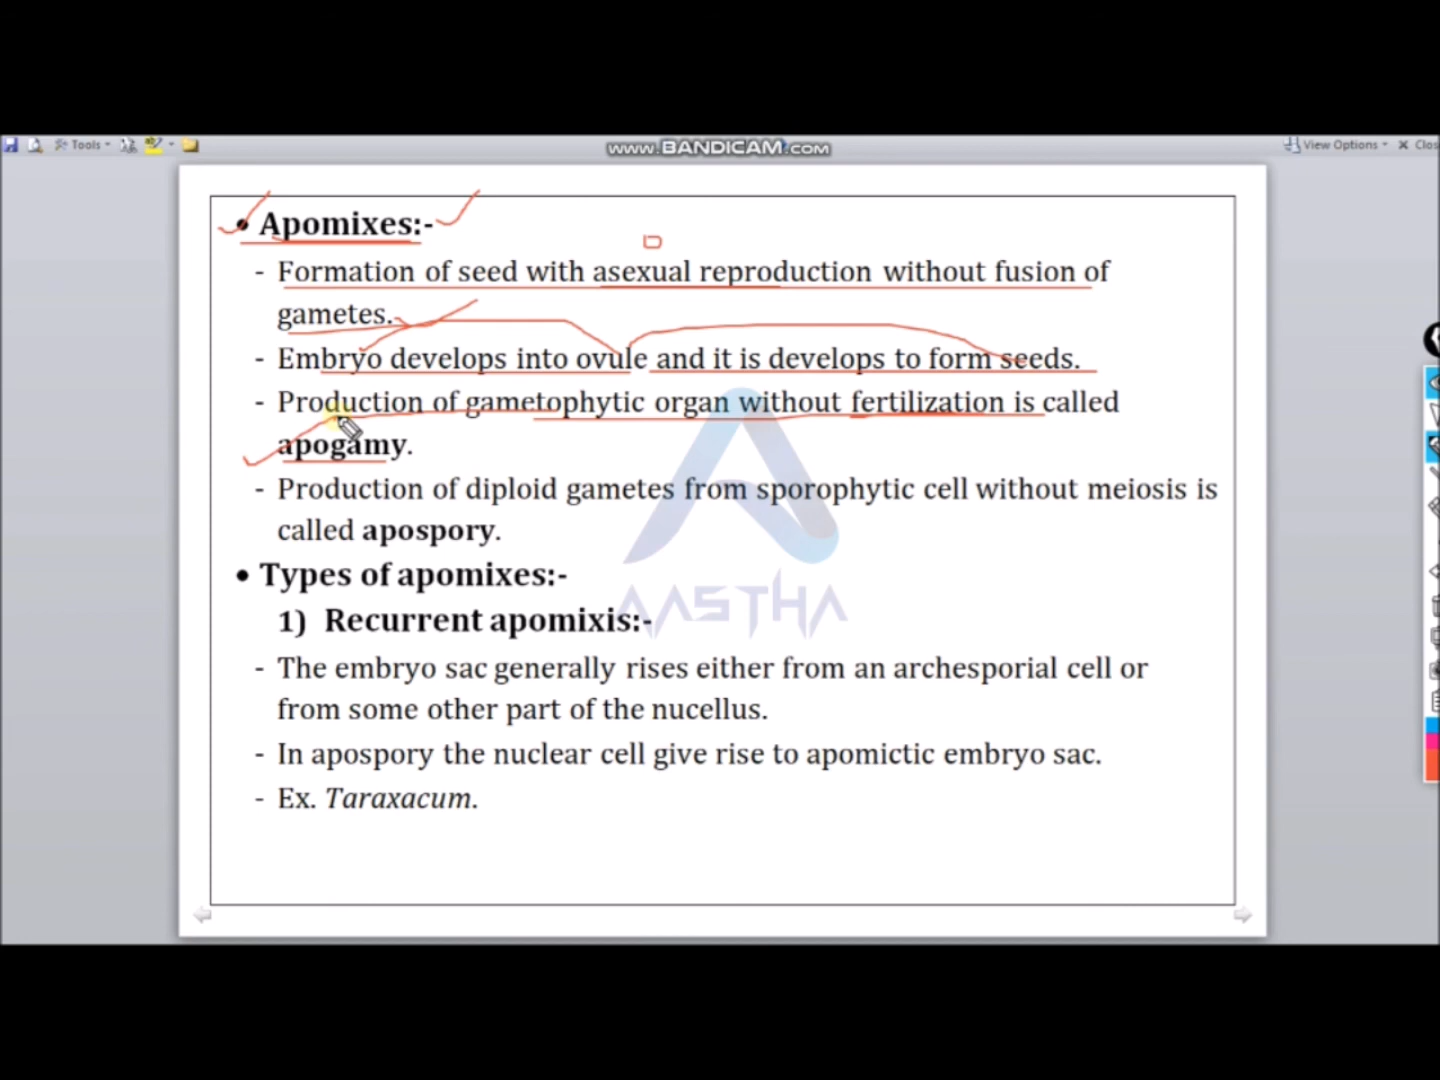 Tools
www.BANDICAM.com
View Options
Clos
• Apomixes:-
- Formation of seed with asexual reproduction without fusion of
gametes.
- Embryo develops into ovule and it is develops to form seeds.
- Production of gametophytic organ without fertilization is called
apogamy.
- Production of diploid gametes from sporophytic cell without meiosis is
called apospory.
• Types of apomixes:-
1) Recurrent apomixis:-
- The embryo sac generally rises either from an archesporial cell or
from some other part of the nucellus.
- In apospory the nuclear cell give rise to apomictic embryo sac.
- Ex. Taraxacum.
AASTHA